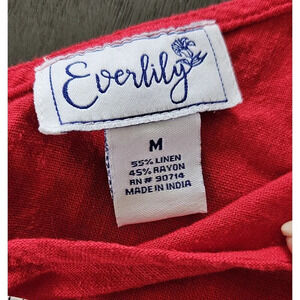 Everlily
M
55% LINEN
45% RAYON
RN # 90714
MADE IN INDIA